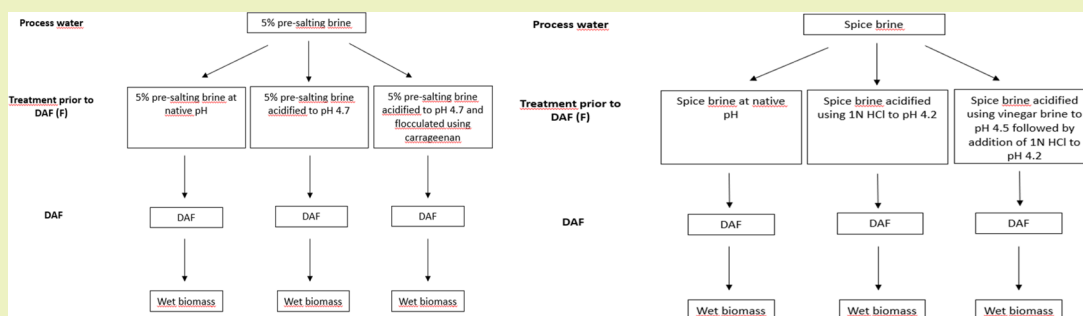 Process water
5% pre-salting brine
Treatment prior to
DAF (F)
5% pre-salting brine at
native pH
5% pre-salting brine
acidified to pH 4.7
5% pre-salting brine
acidified to pH 4.7 and
flocculated using
carrageenan
DAF
DAF
DAF
DAF
Wet biomass
Wet biomass
Wet biomass
Process water
Spice brine
Treatment prior to
DAF (F)
Spice brine at native
pH
Spice brine acidified
using 1N HCl to pH 4.2
Spice brine acidified
using vinegar brine to
pH 4.5 followed by
addition of 1N HCl to
pH 4.2
DAF
DAF
DAF
DAF
Wet biomass
Wet biomass
Wet biomass